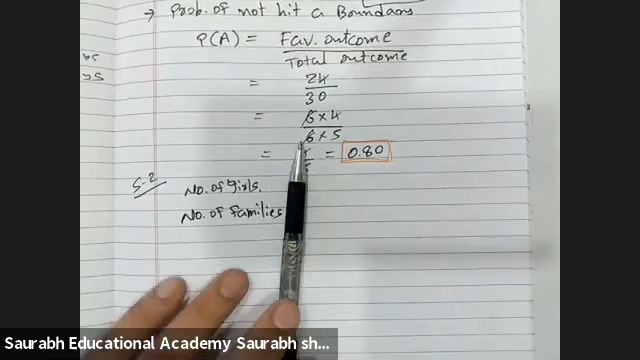 → Prob. of not hit a Boundary
P(A) = Fav. outcome
Total outcome
= 24
30
= 6 x 4
6 x 5
= = 0.80
S-2
No. of girls.
No. of families
Saurabh Educational Academy Saurabh sh...